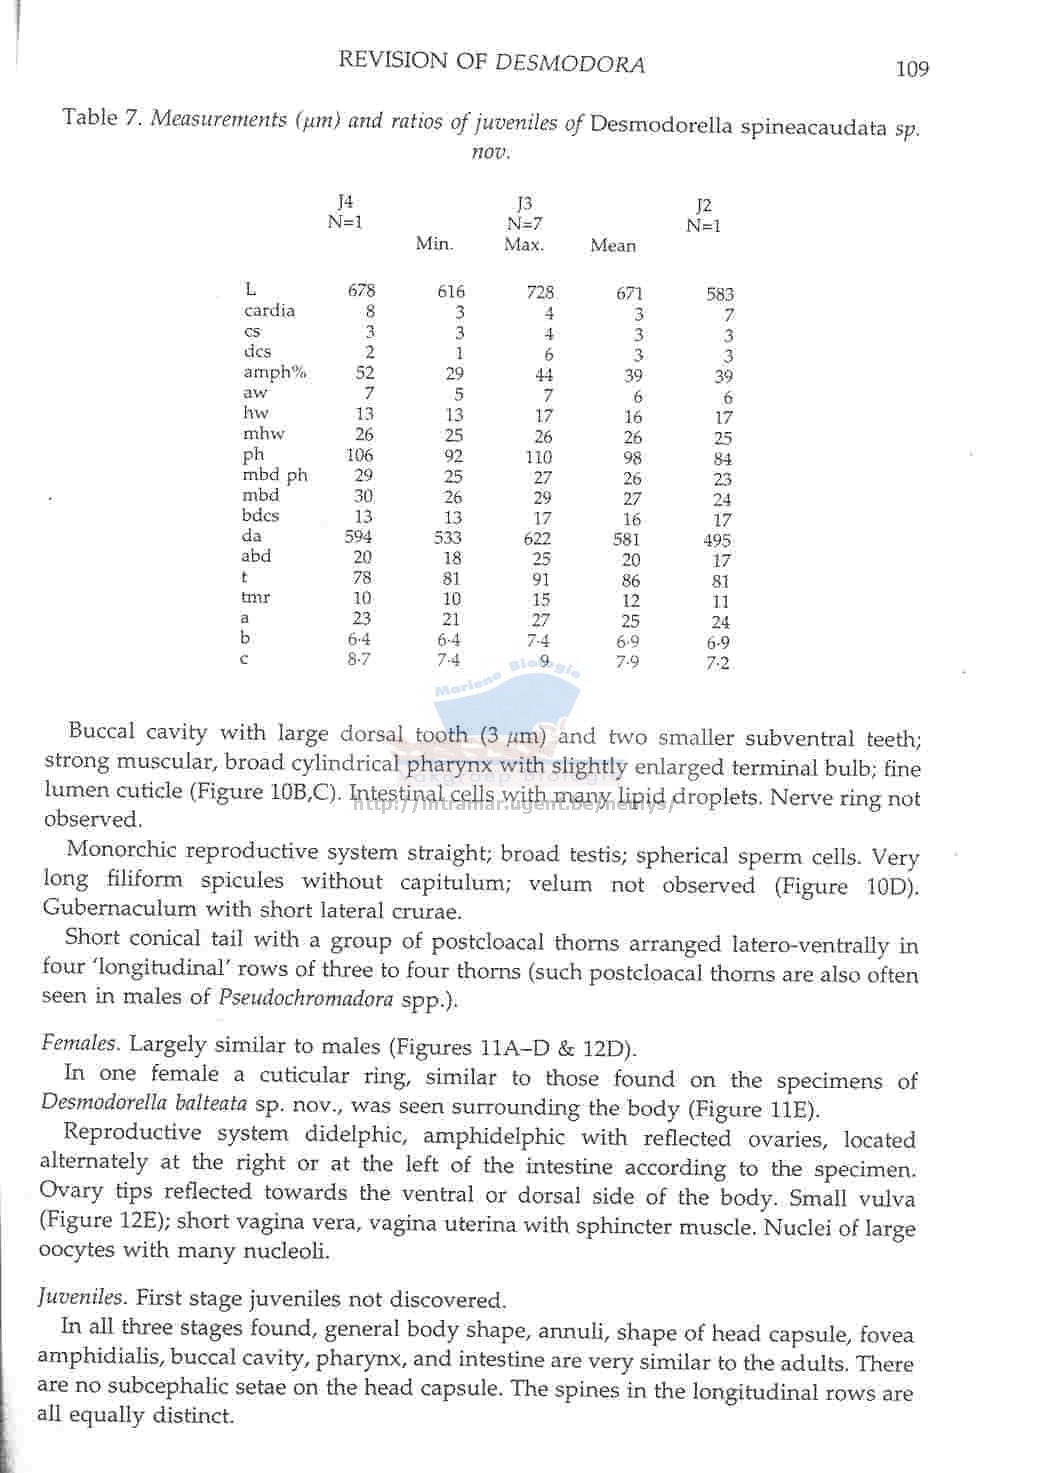 REVISION OF DESMODORA
109
Table 7. Measurements (μm) and ratios of juveniles of Desmodorella spineacaudata sp.
nov.
J4 J3 J2
N=1 N=7 N=1
Min. Max. Mean
L 678 616 728 671 583
cardia 8 3 4 3 7
cs 3 3 4 3 3
dcs 2 1 6 3 3
amph% 52 29 44 39 39
aw 7 5 7 6 6
hw 13 13 17 16 17
mhw 26 25 26 26 25
ph 106 92 110 98 84
mbd ph 29 25 27 26 23
mbd 30 26 29 27 24
bdcs 13 13 17 16 17
da 594 533 622 581 495
abd 20 18 25 20 17
t 78 81 91 86 81
tmr 10 10 15 12 11
a 23 21 27 25 24
b 6·4 6·4 7·4 6·9 6·9
c 8·7 7·4 9 7·9 7·2
Mariene Biologie
Buccal cavity with large dorsal tooth (3 μm) and two smaller subventral teeth;
strong muscular, broad cylindrical pharynx with slightly enlarged terminal bulb; fine
Vakgroep Biologie
lumen cuticle (Figure 10B,C). Intestinal cells with many lipid droplets. Nerve ring not
http://intramar.ugent.be/nemys/
observed.
Monorchic reproductive system straight; broad testis; spherical sperm cells. Very
long filiform spicules without capitulum; velum not observed (Figure 10D).
Gubernaculum with short lateral crurae.
Short conical tail with a group of postcloacal thorns arranged latero-ventrally in
four 'longitudinal' rows of three to four thorns (such postcloacal thorns are also often
seen in males of Pseudochromadora spp.).
Females. Largely similar to males (Figures 11A–D & 12D).
In one female a cuticular ring, similar to those found on the specimens of
Desmodorella balteata sp. nov., was seen surrounding the body (Figure 11E).
Reproductive system didelphic, amphidelphic with reflected ovaries, located
alternately at the right or at the left of the intestine according to the specimen.
Ovary tips reflected towards the ventral or dorsal side of the body. Small vulva
(Figure 12E); short vagina vera, vagina uterina with sphincter muscle. Nuclei of large
oocytes with many nucleoli.
Juveniles. First stage juveniles not discovered.
In all three stages found, general body shape, annuli, shape of head capsule, fovea
amphidialis, buccal cavity, pharynx, and intestine are very similar to the adults. There
are no subcephalic setae on the head capsule. The spines in the longitudinal rows are
all equally distinct.